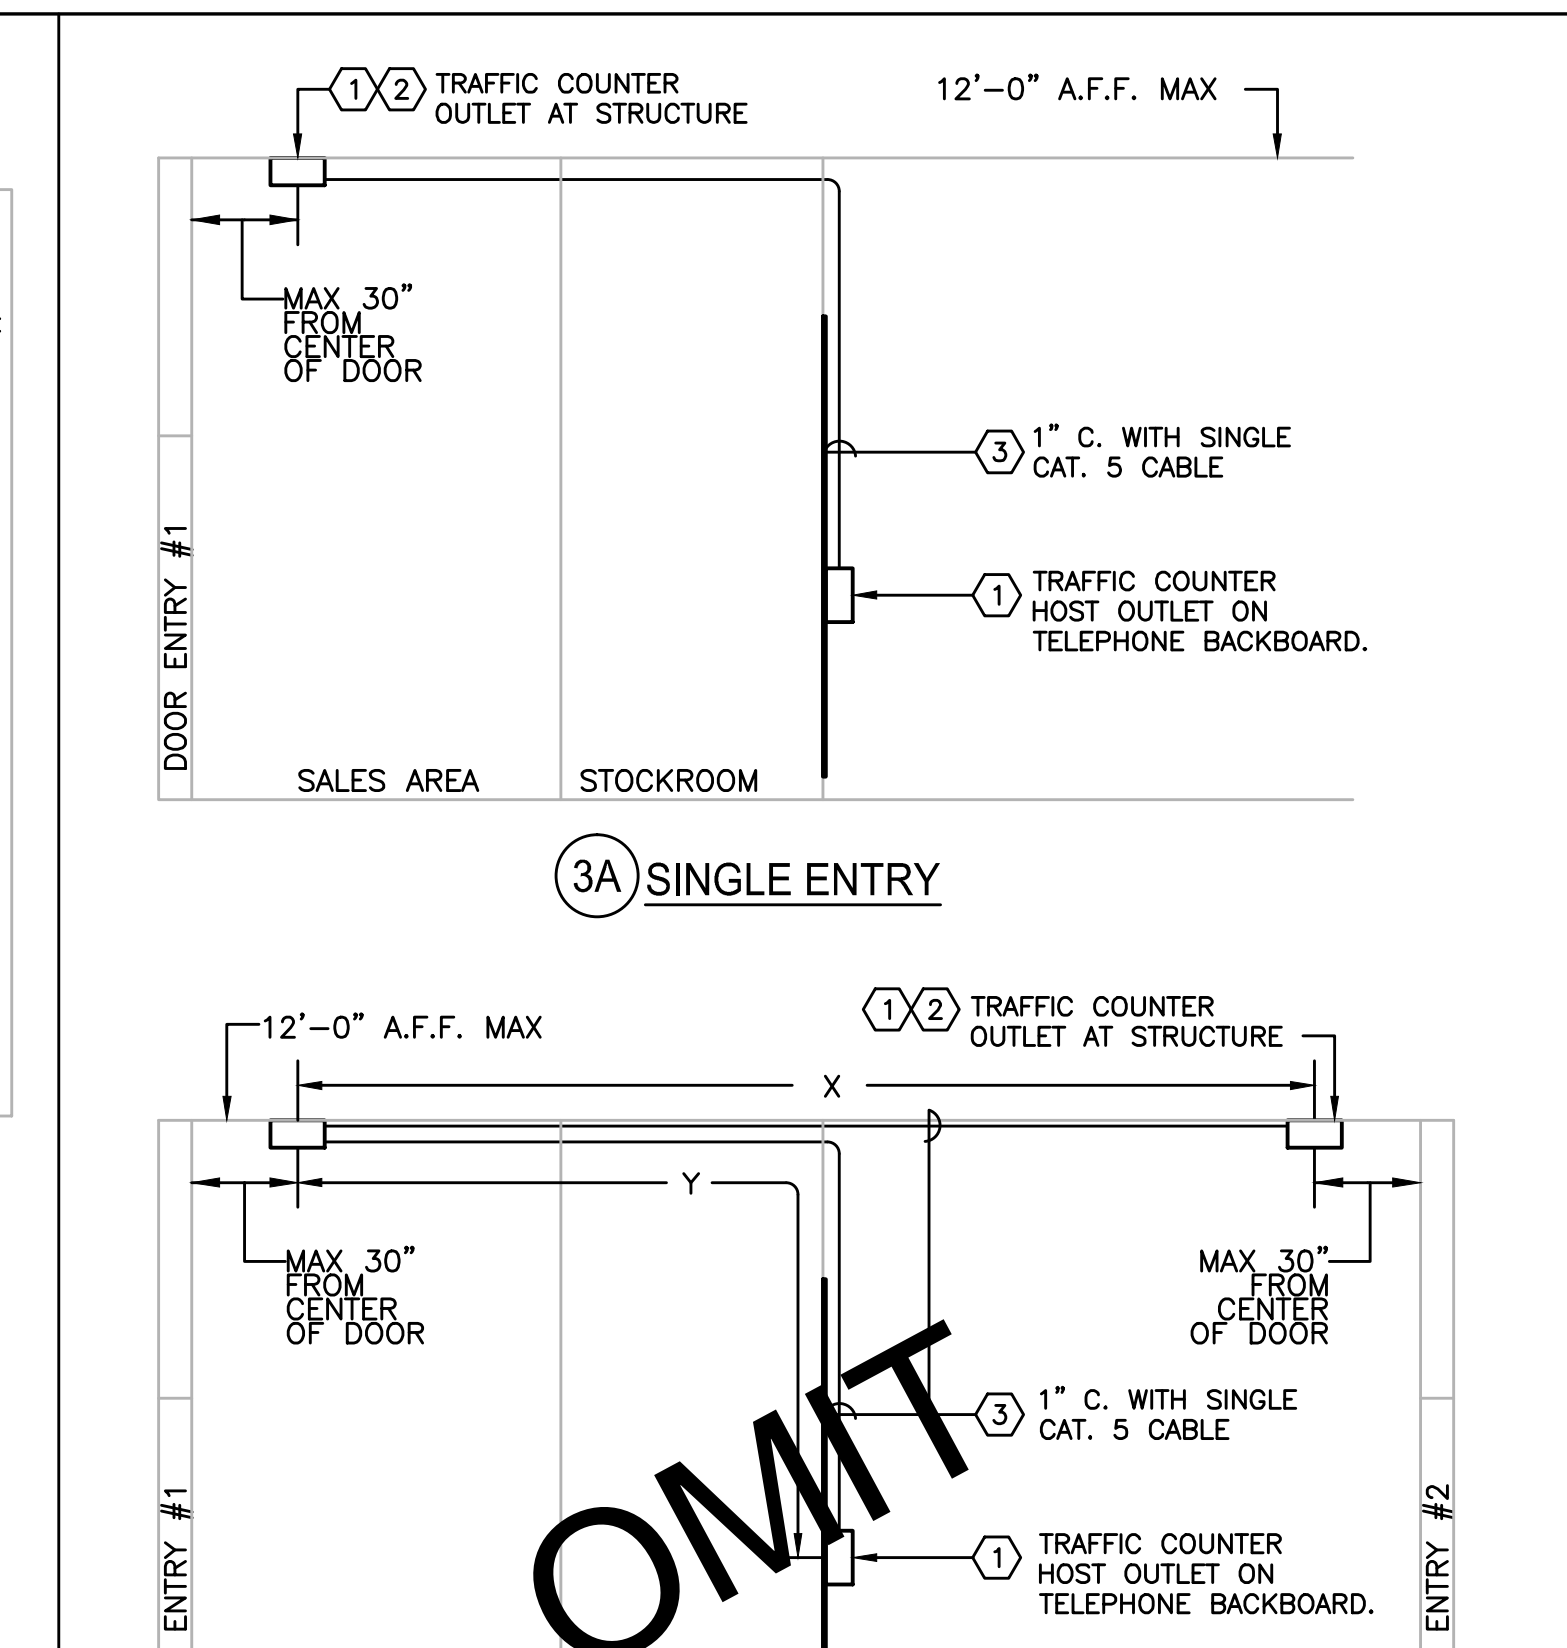 1 2 TRAFFIC COUNTER
OUTLET AT STRUCTURE
12'-0" A.F.F. MAX
MAX 30"
FROM
CENTER
OF DOOR
3 1" C. WITH SINGLE
CAT. 5 CABLE
1 TRAFFIC COUNTER
HOST OUTLET ON
TELEPHONE BACKBOARD.
DOOR ENTRY #1
SALES AREA
STOCKROOM
3A SINGLE ENTRY
12'-0" A.F.F. MAX
1 2 TRAFFIC COUNTER
OUTLET AT STRUCTURE
X
Y
MAX 30"
FROM
CENTER
OF DOOR
MAX 30"
FROM
CENTER
OF DOOR
3 1" C. WITH SINGLE
CAT. 5 CABLE
1 TRAFFIC COUNTER
HOST OUTLET ON
TELEPHONE BACKBOARD.
OMIT
ENTRY #1
ENTRY #2